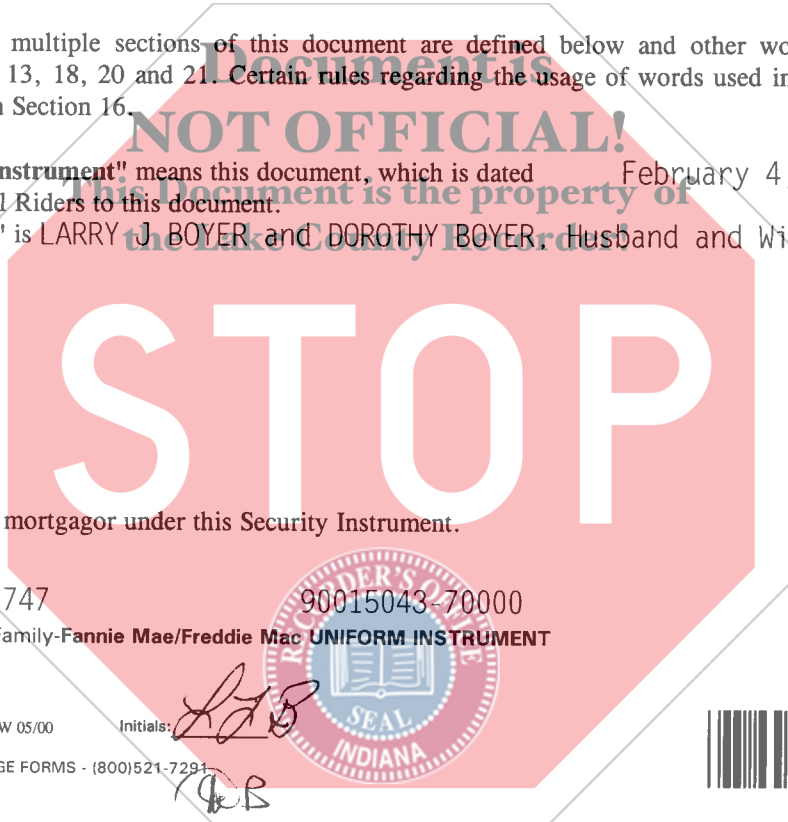 multiple sections of this document are defined below and other wo
13, 18, 20 and 21. Certain rules regarding the usage of words used in
Section 16.
Document is
NOT OFFICIAL!
This Document is the property of
the Lake County Recorder!
nstrument" means this document, which is dated February 4,
l Riders to this document.
" is LARRY J BOYER and DOROTHY BOYER, Husband and Wi
STOP
mortgagor under this Security Instrument.
747 90015043-70000
Family-Fannie Mae/Freddie Mac UNIFORM INSTRUMENT
W 05/00 Initials: LJB
GE FORMS - (800)521-7291
RECORDER'S OFFICE
SEAL
INDIANA